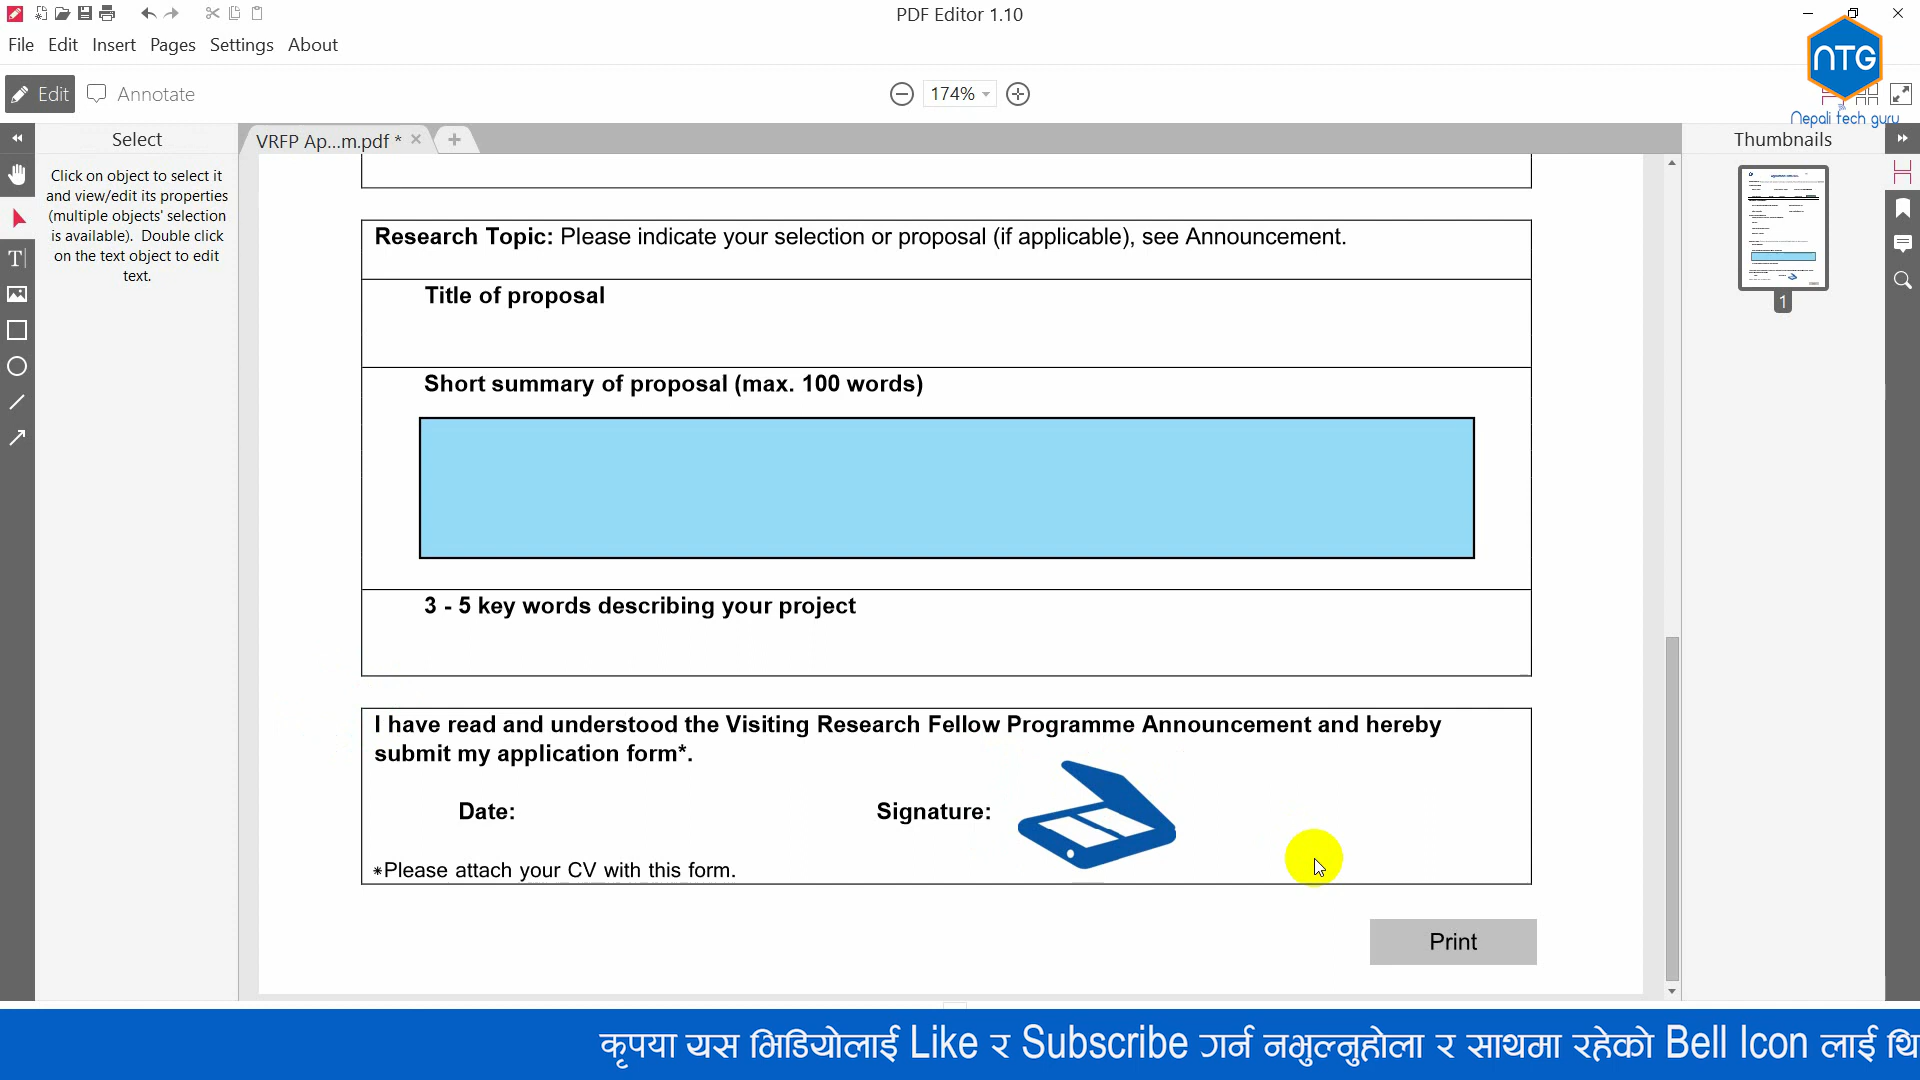 PDF Editor 1.10
File Edit Insert Pages Settings About
NTG
Nepali tech guru
Edit Annotate
174%
Select
VRFP Ap...m.pdf *
Thumbnails
Click on object to select it
and view/edit its properties
(multiple objects' selection
is available). Double click
on the text object to edit
text.
1
Research Topic: Please indicate your selection or proposal (if applicable), see Announcement.
Title of proposal
Short summary of proposal (max. 100 words)
3 - 5 key words describing your project
I have read and understood the Visiting Research Fellow Programme Announcement and hereby
submit my application form*.
Date:
Signature:
*Please attach your CV with this form.
Print
कृपया यस भिडियोलाई Like र Subscribe गर्न नभुल्नुहोला र साथमा रहेको Bell Icon लाई थि